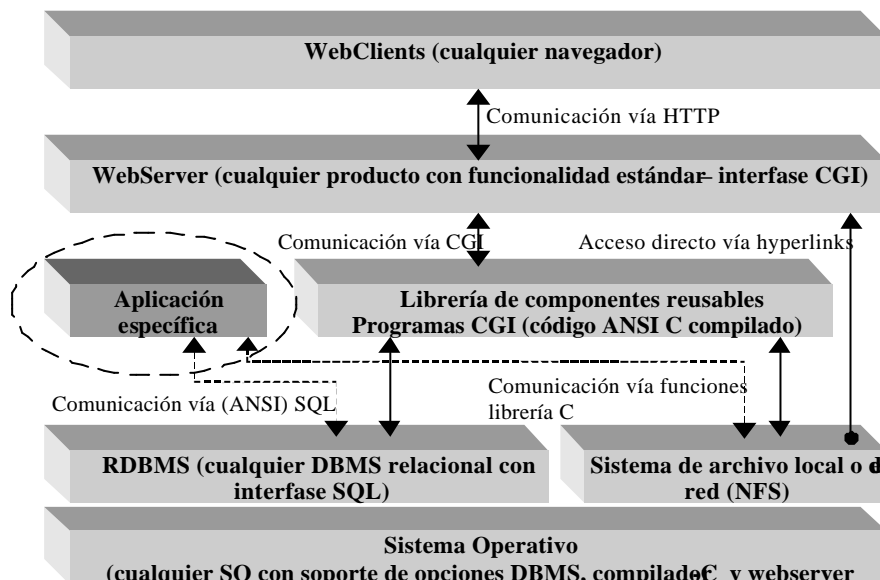 WebClients (cualquier navegador)
Comunicación vía HTTP
WebServer (cualquier producto con funcionalidad estándar– interfase CGI)
Comunicación vía CGI
Acceso directo vía hyperlinks
Aplicación
específica
Librería de componentes reusables
Programas CGI (código ANSI C compilado)
Comunicación vía (ANSI) SQL
Comunicación vía funciones
librería C
RDBMS (cualquier DBMS relacional con
interfase SQL)
Sistema de archivo local o de
red (NFS)
Sistema Operativo
(cualquier SO con soporte de opciones DBMS, compilador C y webserver